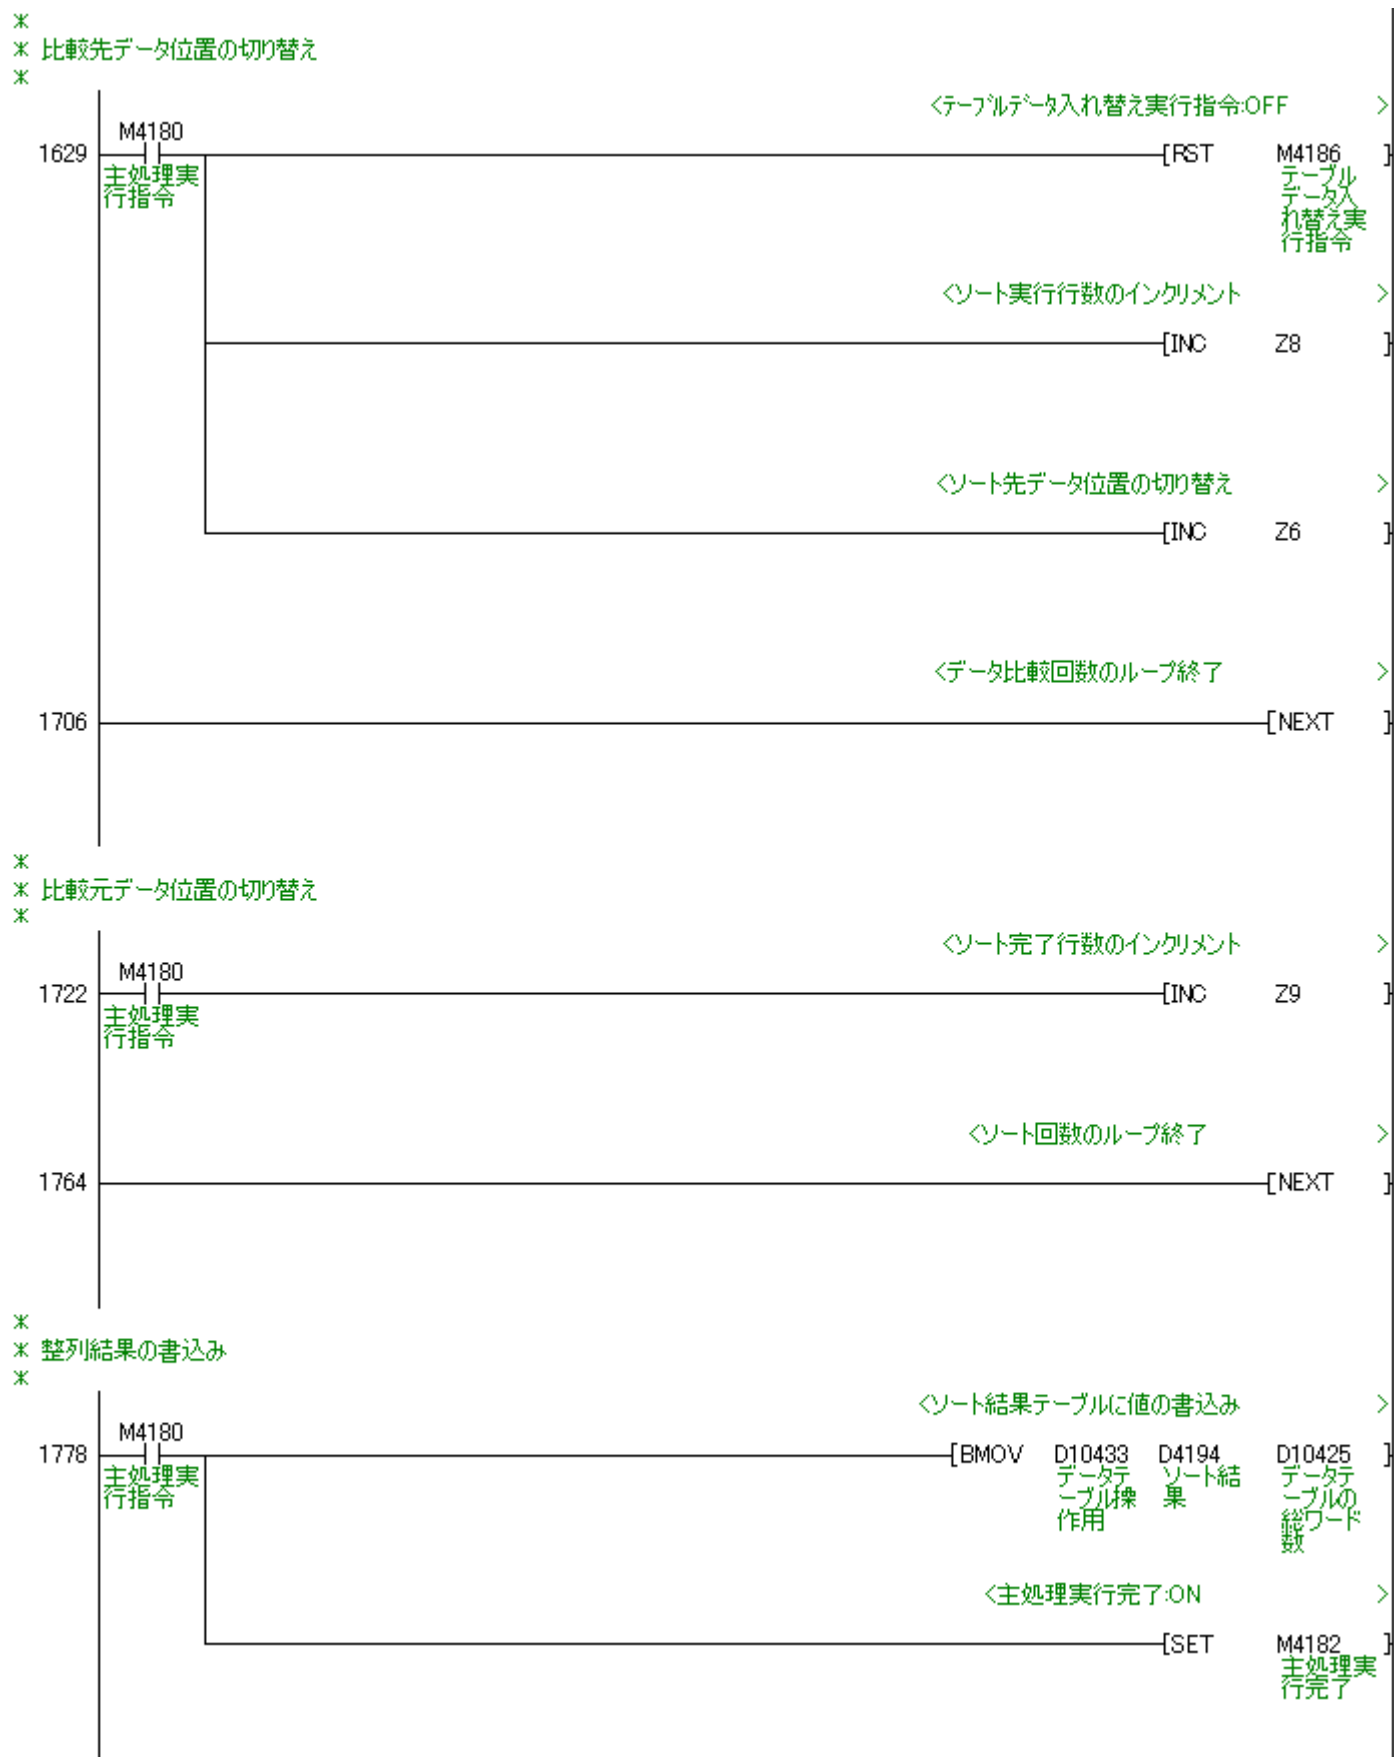 *
* 比較先データ位置の切り替え
*
<テーブルデータ入れ替え実行指令:OFF >
M4180
1629 [RST M4186 ]
主処理実
行指令
テーブル
データ入
れ替え実
行指令
<ソート実行行数のインクリメント >
[INC Z8 ]
<ソート先データ位置の切り替え >
[INC Z6 ]
<データ比較回数のループ終了 >
1706 [NEXT ]
*
* 比較元データ位置の切り替え
*
<ソート完了行数のインクリメント >
M4180
1722 [INC Z9 ]
主処理実
行指令
<ソート回数のループ終了 >
1764 [NEXT ]
*
* 整列結果の書込み
*
<ソート結果テーブルに値の書込み >
M4180
1778 [BMOV D10433 D4194 D10425 ]
主処理実
行指令
データテ
ーブル操
作用
ソート結
果
データテ
ーブルの
総ワード
数
<主処理実行完了:ON >
[SET M4182 ]
主処理実
行完了